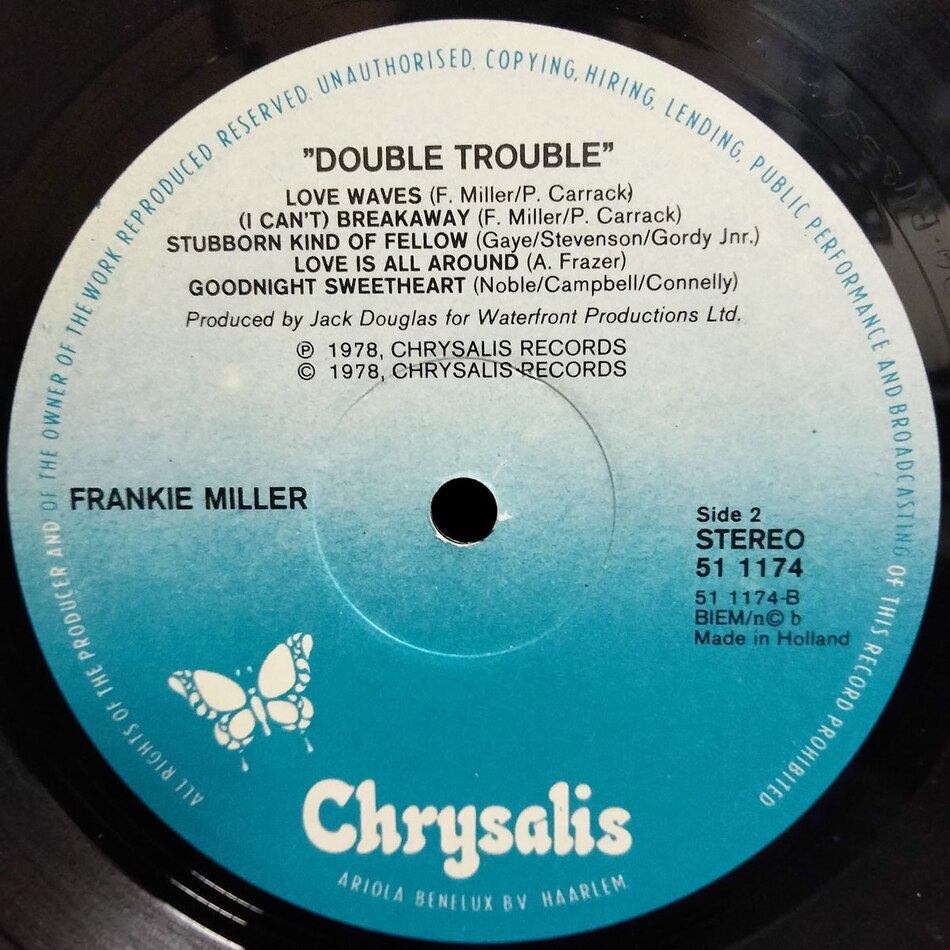 ALL RIGHTS OF THE PRODUCER AND OF THE OWNER OF THE WORK REPRODUCED RESERVED. UNAUTHORISED, COPYING, HIRING, LENDING, PUBLIC PERFORMANCE AND BROADCASTING OF THIS RECORD PROHIBITED
"DOUBLE TROUBLE"
LOVE WAVES (F. Miller/P. Carrack)
(I CAN'T) BREAKAWAY (F. Miller/P. Carrack)
STUBBORN KIND OF FELLOW (Gaye/Stevenson/Gordy Jnr.)
LOVE IS ALL AROUND (A. Frazer)
GOODNIGHT SWEETHEART (Noble/Campbell/Connelly)
Produced by Jack Douglas for Waterfront Productions Ltd.
℗ 1978, CHRYSALIS RECORDS
© 1978, CHRYSALIS RECORDS
FRANKIE MILLER
Side 2
STEREO
51 1174
51 1174-B
BIEM/n© b
Made in Holland
Chrysalis
ARIOLA BENELUX BV HAARLEM.